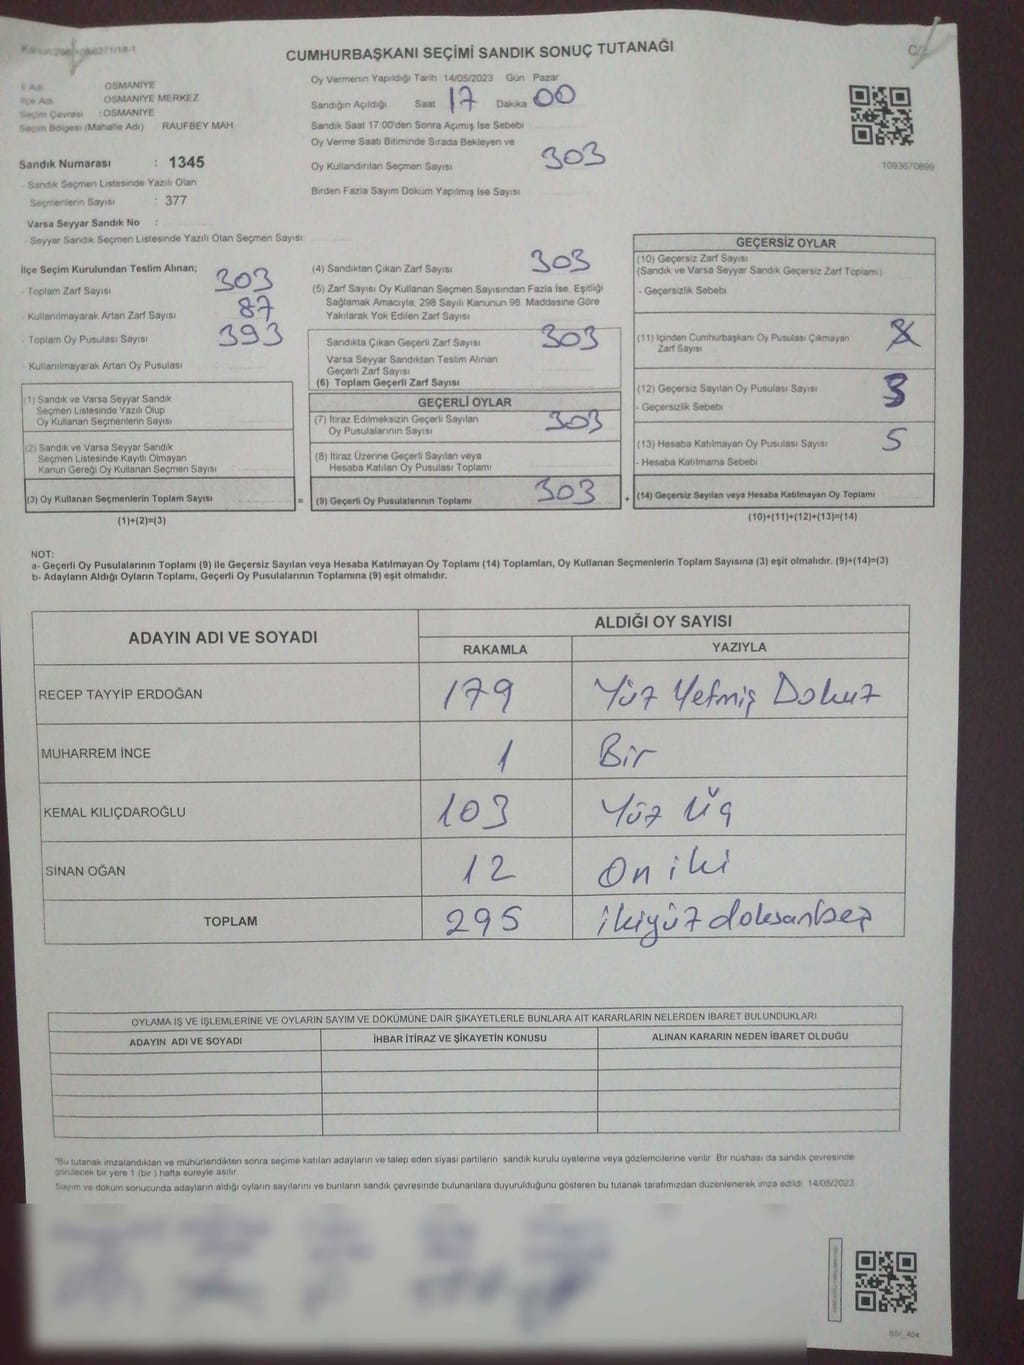 CUMHURBAŞKANI SEÇİMİ SANDIK SONUÇ TUTANAĞI
İl Adı OSMANİYE
İlçe Adı OSMANİYE MERKEZ
Seçim Çevresi : OSMANİYE
Seçim Bölgesi (Mahalle Adı) RAUFBEY MAH.
Sandık Numarası : 1345
Sandık Seçmen Listesinde Yazılı Olan
Seçmenlerin Sayısı : 377
Varsa Seyyar Sandık No :
Seyyar Sandık Seçmen Listesinde Yazılı Olan Seçmen Sayısı
Oy Vermenin Yapıldığı Tarih 14/05/2023 Gün Pazar
Sandığın Açıldığı Saat 17 Dakika 00
Sandık Saat 17:00'den Sonra Açılmış İse Sebebi
Oy Verme Saati Bitiminde Sırada Bekleyen ve
Oy Kullandırılan Seçmen Sayısı 303
Birden Fazla Sayım Döküm Yapılmış İse Sayısı
1093670899
İlçe Seçim Kurulundan Teslim Alınan;
- Toplam Zarf Sayısı 303
- Kullanılmayarak Artan Zarf Sayısı 87
- Toplam Oy Pusulası Sayısı 393
- Kullanılmayarak Artan Oy Pusulası
(1) Sandık ve Varsa Seyyar Sandık
Seçmen Listesinde Yazılı Olup
Oy Kullanan Seçmenlerin Sayısı
(2) Sandık ve Varsa Seyyar Sandık
Seçmen Listesinde Kayıtlı Olmayan
Kanun Gereği Oy Kullanan Seçmen Sayısı
(3) Oy Kullanan Seçmenlerin Toplam Sayısı =
(1)+(2)=(3)
(4) Sandıktan Çıkan Zarf Sayısı 303
(5) Zarf Sayısı Oy Kullanan Seçmen Sayısından Fazla İse, Eşitliği
Sağlamak Amacıyla; 298 Sayılı Kanunun 98. Maddesine Göre
Yakılarak Yok Edilen Zarf Sayısı
Sandıkta Çıkan Geçerli Zarf Sayısı 303
Varsa Seyyar Sandıktan Teslim Alınan
Geçerli Zarf Sayısı
(6) Toplam Geçerli Zarf Sayısı
GEÇERLİ OYLAR
(7) İtiraz Edilmeksizin Geçerli Sayılan
Oy Pusulalarının Sayısı 303
(8) İtiraz Üzerine Geçerli Sayılan veya
Hesaba Katılan Oy Pusulası Toplamı
(9) Geçerli Oy Pusulalarının Toplamı 303 +
GEÇERSİZ OYLAR
(10) Geçersiz Zarf Sayısı
(Sandık ve Varsa Seyyar Sandık Geçersiz Zarf Toplamı)
- Geçersizlik Sebebi
(11) İçinden Cumhurbaşkanı Oy Pusulası Çıkmayan
Zarf Sayısı
(12) Geçersiz Sayılan Oy Pusulası Sayısı 3
- Geçersizlik Sebebi
(13) Hesaba Katılmayan Oy Pusulası Sayısı 5
- Hesaba Katılmama Sebebi
(14) Geçersiz Sayılan veya Hesaba Katılmayan Oy Toplamı
(10)+(11)+(12)+(13)=(14)
NOT:
a- Geçerli Oy Pusulalarının Toplamı (9) ile Geçersiz Sayılan veya Hesaba Katılmayan Oy Toplamı (14) Toplamları, Oy Kullanan Seçmenlerin Toplam Sayısına (3) eşit olmalıdır. (9)+(14)=(3)
b- Adayların Aldığı Oyların Toplamı, Geçerli Oy Pusulalarının Toplamına (9) eşit olmalıdır.
ADAYIN ADI VE SOYADI ALDIĞI OY SAYISI
RAKAMLA YAZIYLA
RECEP TAYYİP ERDOĞAN 179 Yüz Yetmiş Dokuz
MUHARREM İNCE 1 Bir
KEMAL KILIÇDAROĞLU 103 Yüz Üç
SİNAN OĞAN 12 On iki
TOPLAM 295 ikiyüz doksanbeş
OYLAMA İŞ VE İŞLEMLERİNE VE OYLARIN SAYIM VE DÖKÜMÜNE DAİR ŞİKAYETLERLE BUNLARA AİT KARARLARIN NELERDEN İBARET BULUNDUKLARI
ADAYIN ADI VE SOYADI İHBAR İTİRAZ VE ŞİKAYETİN KONUSU ALINAN KARARIN NEDEN İBARET OLDUĞU
*Bu tutanak imzalandıktan ve mühürlendikten sonra seçime katılan adayların ve talep eden siyasi partilerin sandık kurulu üyelerine veya gözlemcilerine verilir. Bir nüshası da sandık çevresinde
görülecek bir yere 1 (bir ) hafta süreyle asılır.
Sayım ve döküm sonucunda adayların aldığı oyların sayılarını ve bunların sandık çevresinde bulunanlara duyurulduğunu gösteren bu tutanak tarafımızdan düzenlenerek imza edildi. 14/05/2023